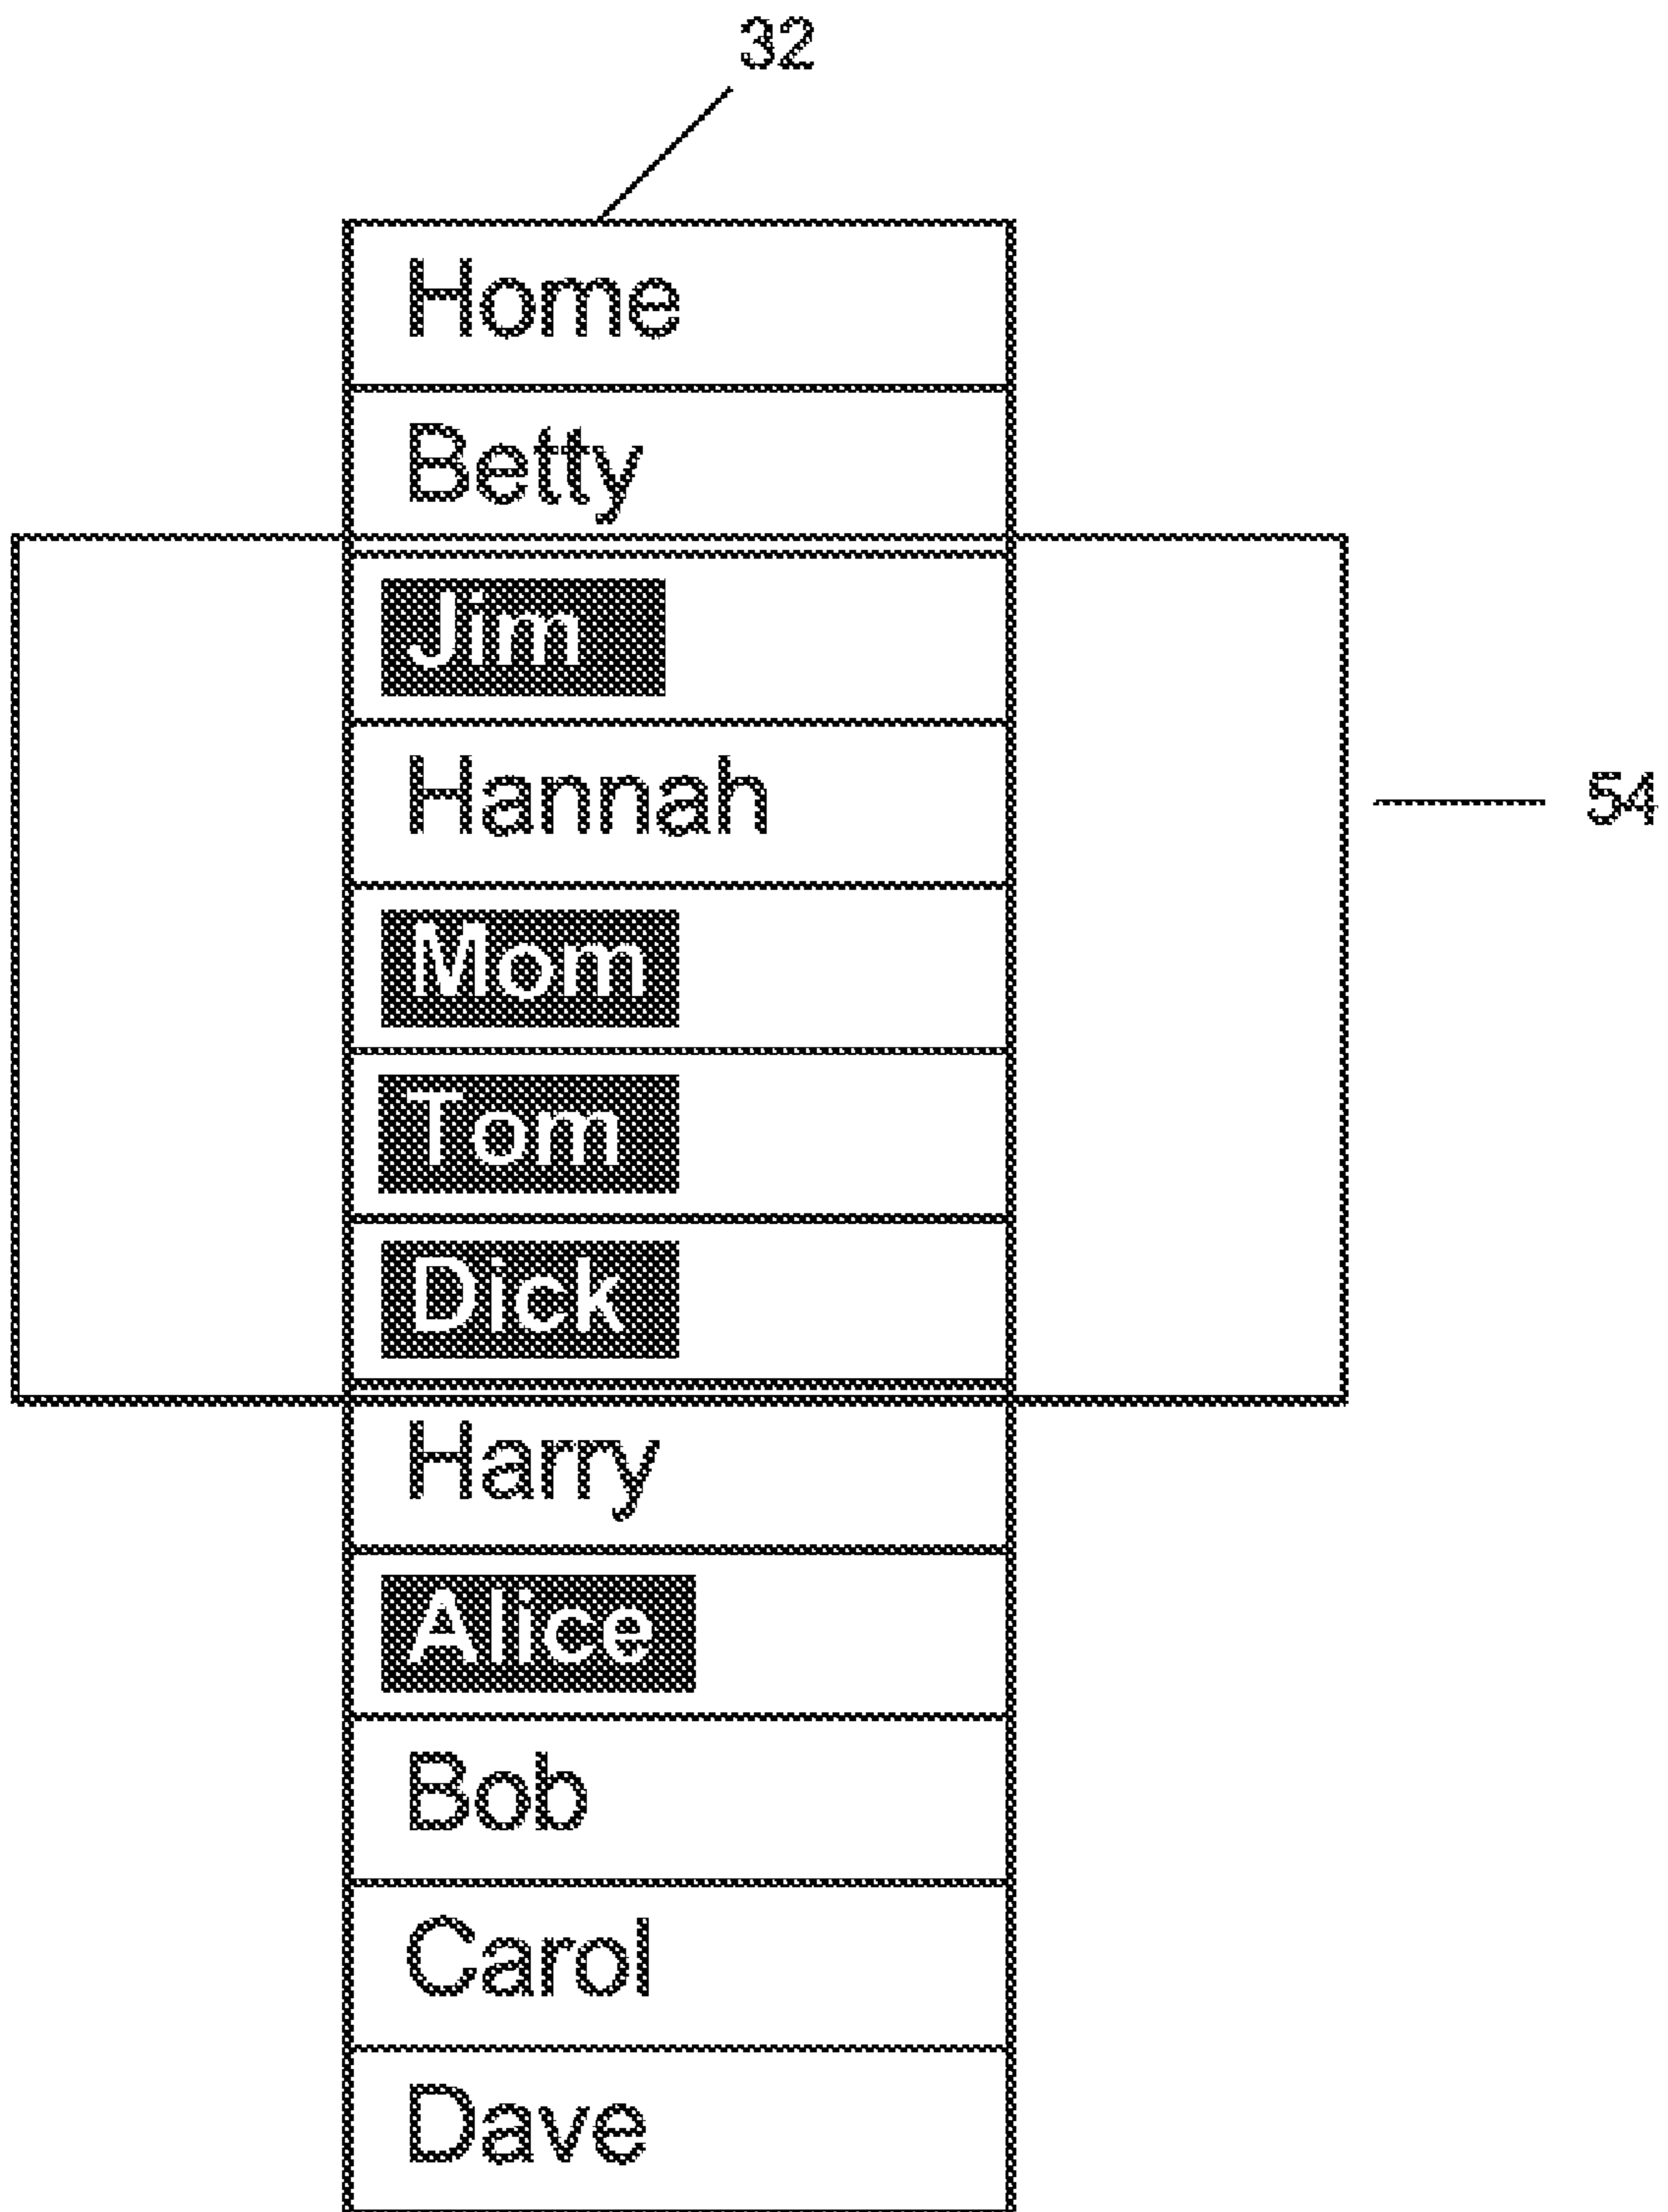 32
Home
Betty
Jim
Hannah
54
Mom
Tom
Dick
Harry
Alice
Bob
Carol
Dave